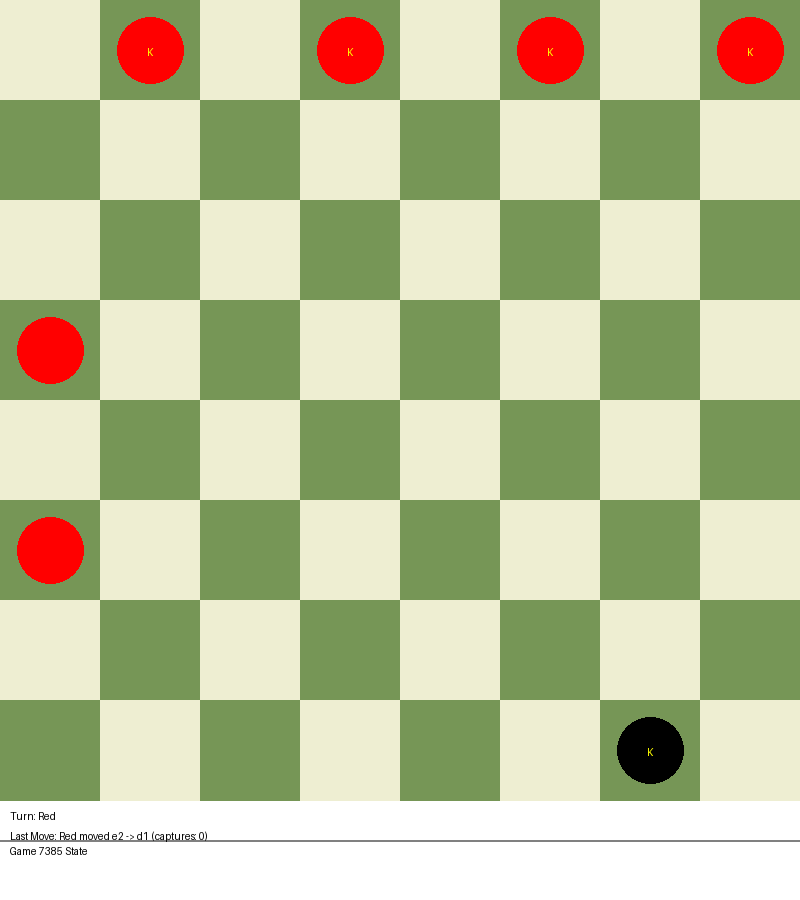 K K K K
K
Turn: Red
Last Move: Red moved e2 -> d1 (captures: 0)
Game 7385 State